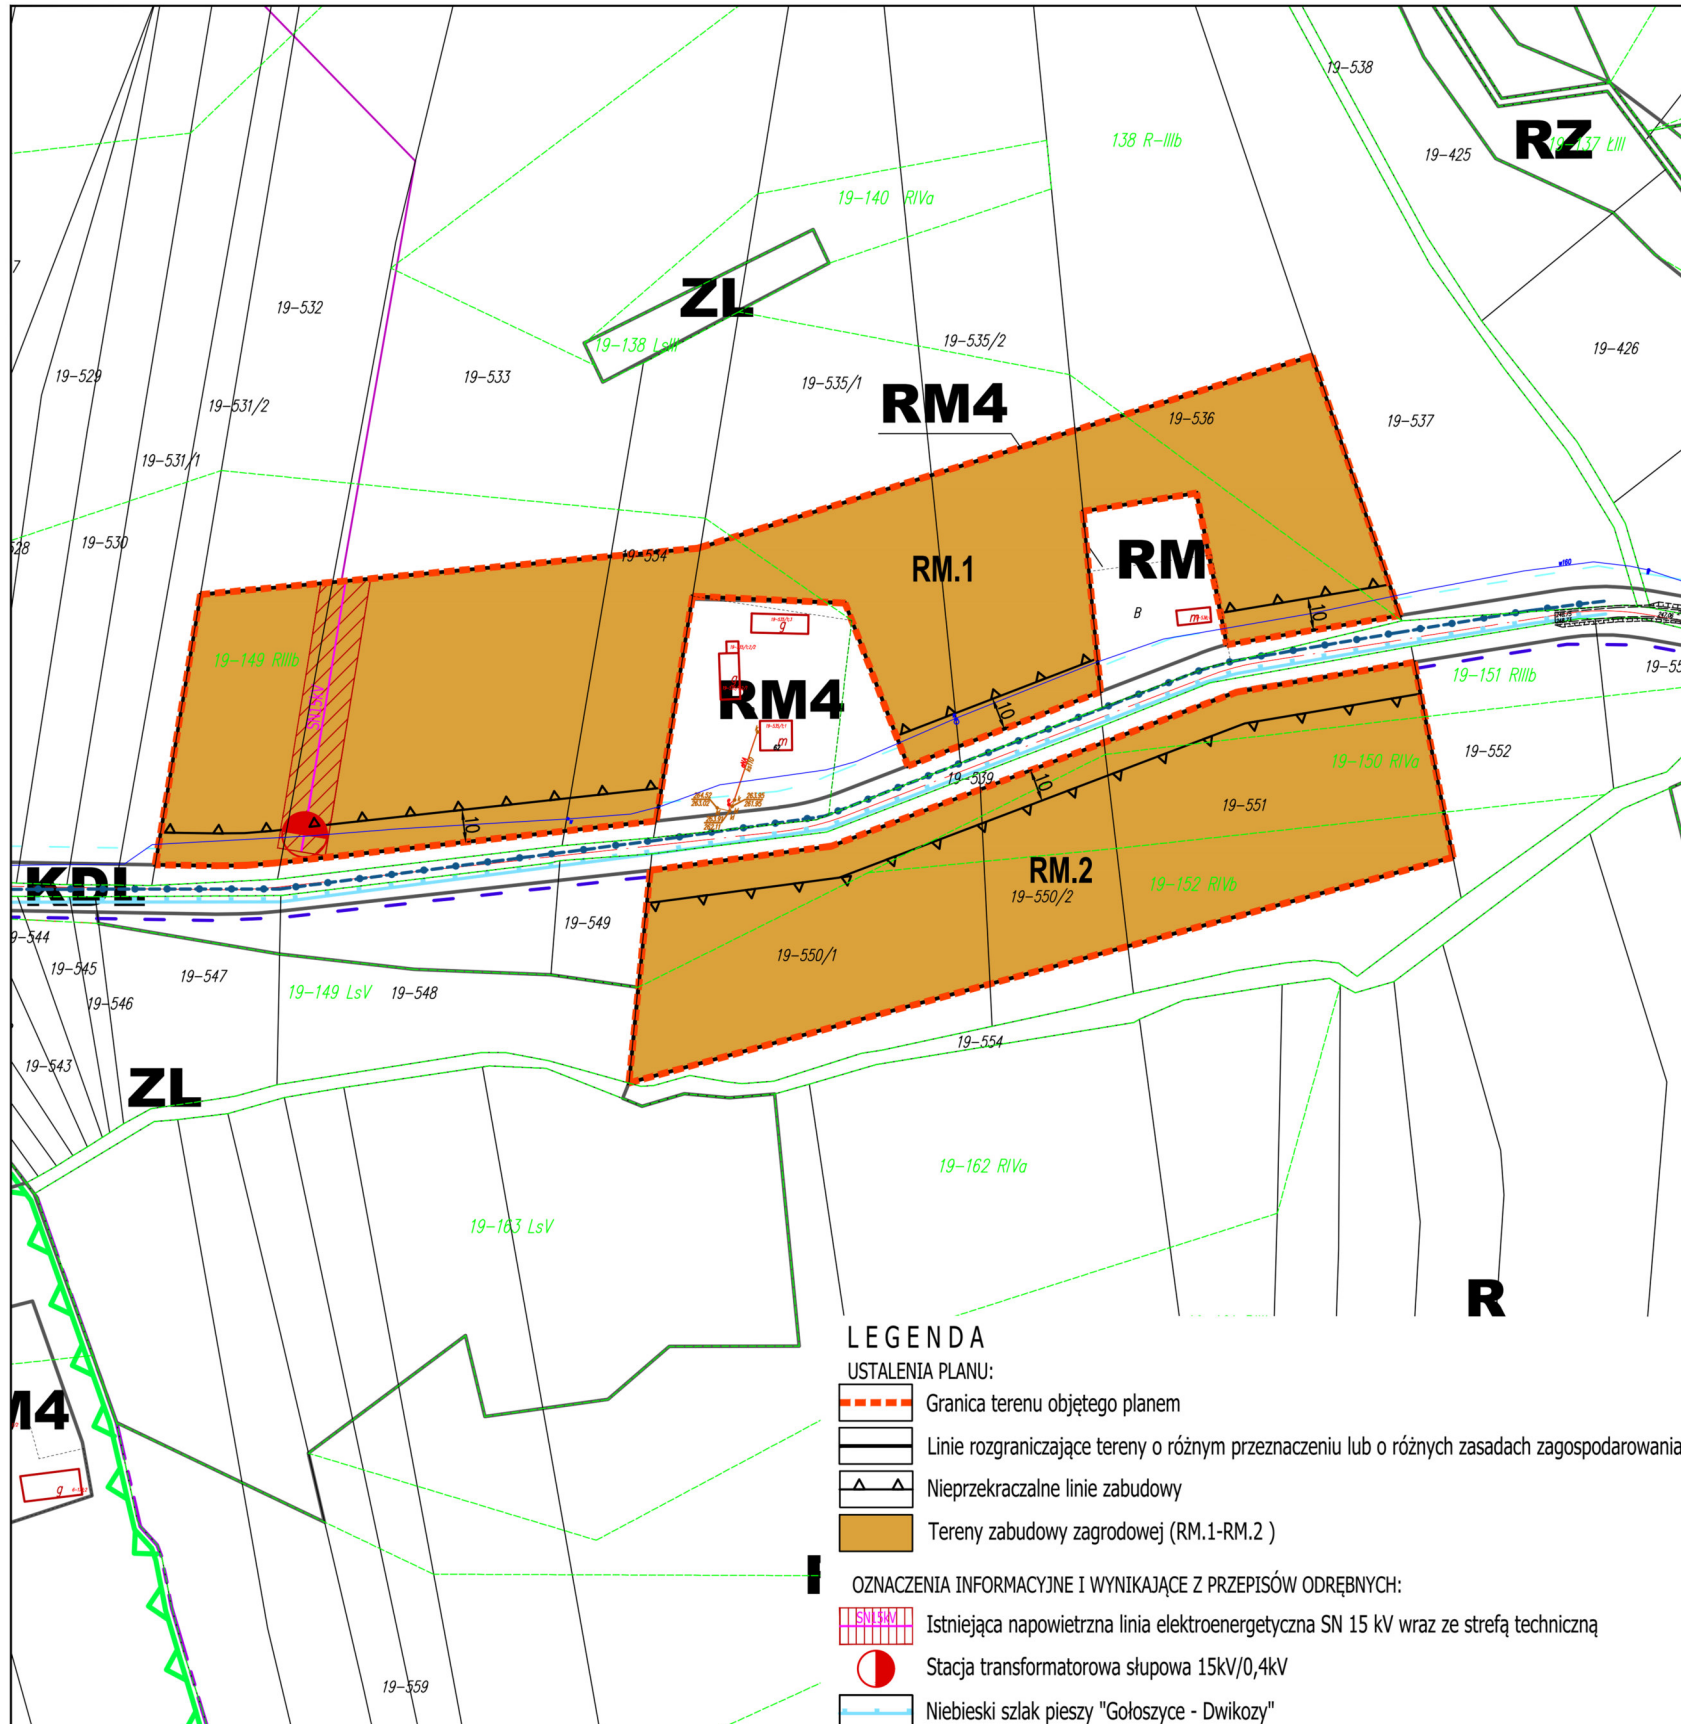 19-538
RZ
19-137 ŁIII
19-425
138 R-IIIb
19-140 RIVa
ZL
19-532
19-138 LsIII
19-535/2
19-426
19-529
19-533
19-535/1
19-531/2
RM4
19-536
19-537
19-531/1
19-530
19-534
RM.1
RM
w160
B
m
10
g
19-149 RIIIb
SN15kV
g
RM4
m
10
19-151 RIIIb
19-552
19-150 RIVa
19-539
10
19-551
10
KDL
RM.2
19-152 RIVb
19-550/2
19-549
19-550/1
19-545
19-547
19-546
19-149 LsV
19-548
19-543
19-554
ZL
19-162 RIVa
19-163 LsV
R
M4
g
19-559
LEGENDA
USTALENIA PLANU:
Granica terenu objętego planem
Linie rozgraniczające tereny o różnym przeznaczeniu lub o różnych zasadach zagospodarowania
Nieprzekraczalne linie zabudowy
Tereny zabudowy zagrodowej (RM.1-RM.2 )
OZNACZENIA INFORMACYJNE I WYNIKAJĄCE Z PRZEPISÓW ODRĘBNYCH:
SN15kV
Istniejąca napowietrzna linia elektroenergetyczna SN 15 kV wraz ze strefą techniczną
Stacja transformatorowa słupowa 15kV/0,4kV
Niebieski szlak pieszy "Gołoszyce - Dwikozy"